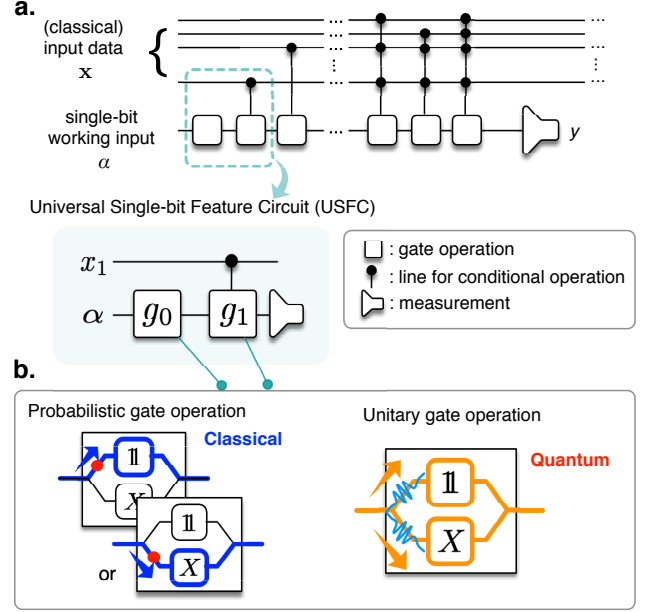 a.
(classical)
input data
x
{
...
...
...
...
single-bit
working input
α
...
y
Universal Single-bit Feature Circuit (USFC)
x₁
α
g₀
g₁
: gate operation
: line for conditional operation
: measurement
b.
Probabilistic gate operation
Classical
𝟙
X
𝟙
X
or
Unitary gate operation
Quantum
𝟙
X